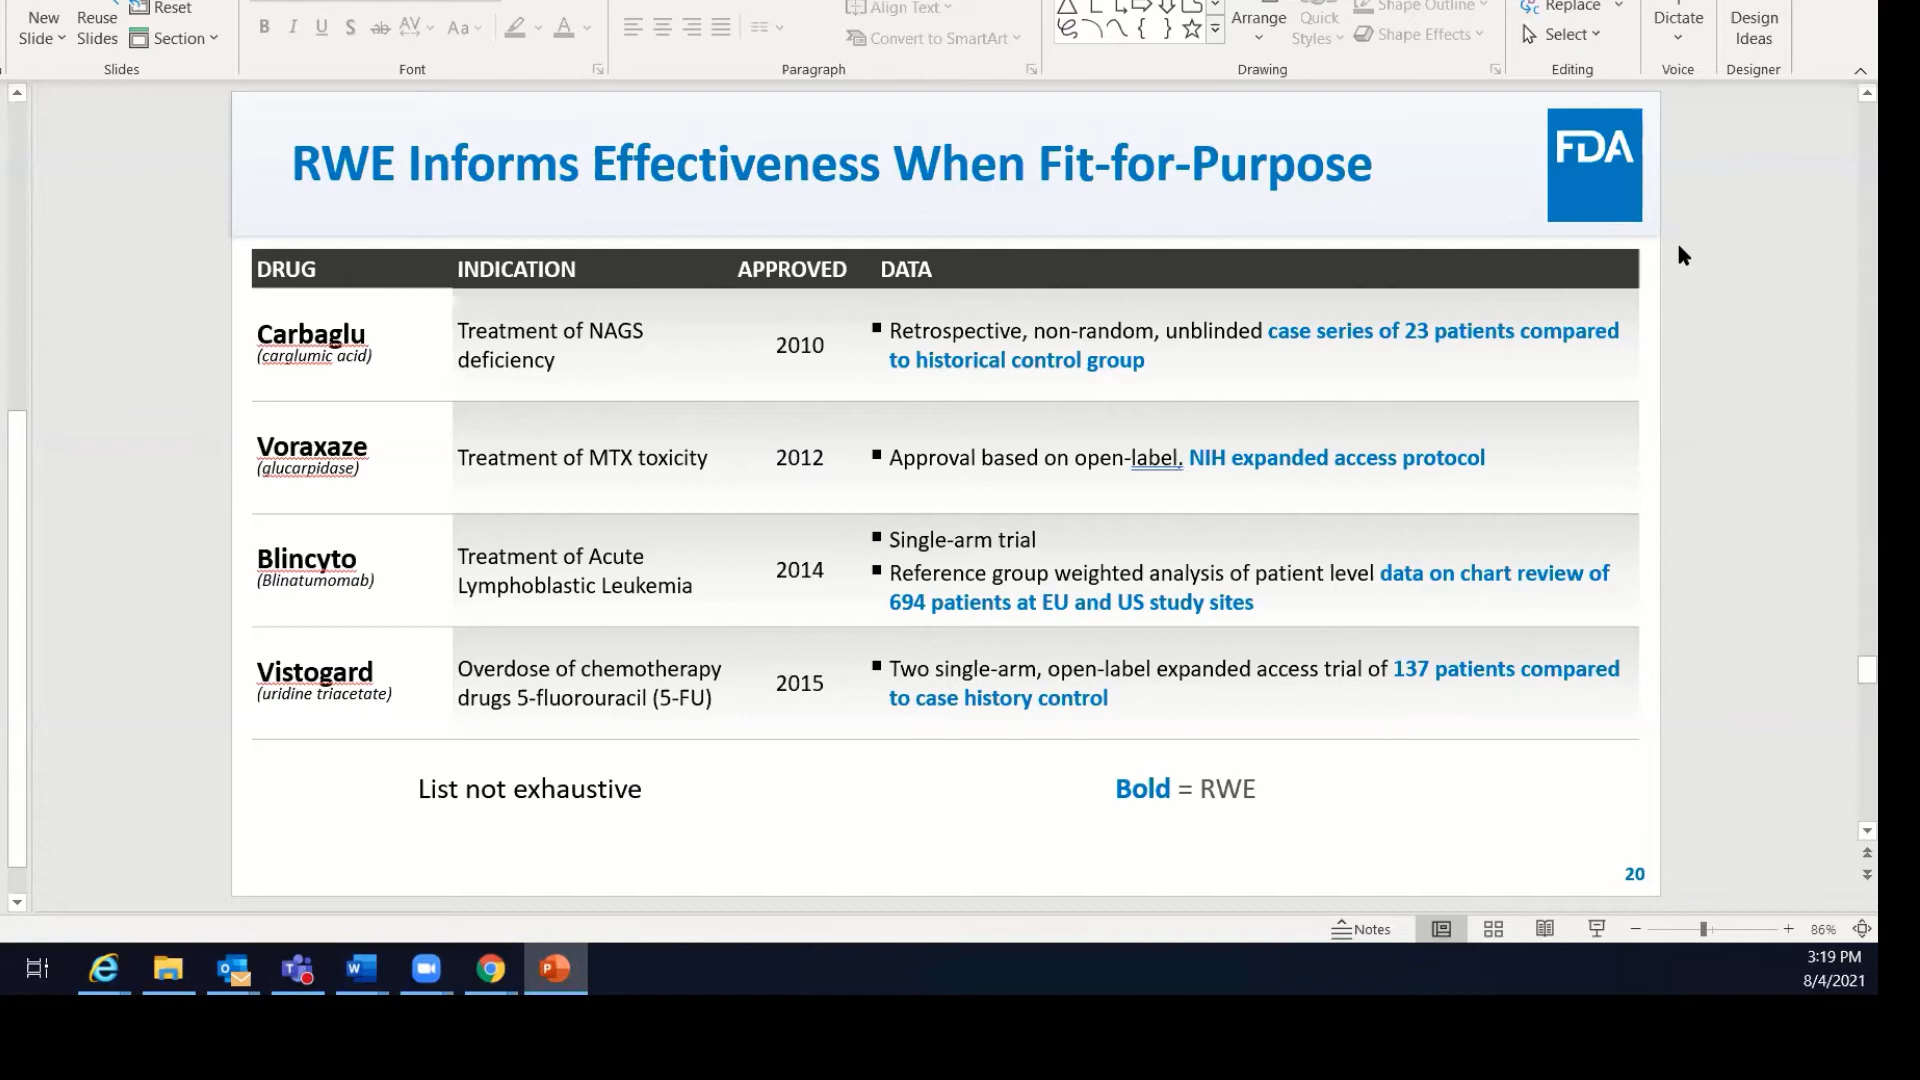 New
Slide
Reuse
Slides
Reset
Section
Slides
B I U S ab AV Aa A
Font
Align Text
Convert to SmartArt
Paragraph
Arrange
Quick
Styles
Shape Outline
Shape Effects
Drawing
Replace
Select
Editing
Dictate
Voice
Design
Ideas
Designer
RWE Informs Effectiveness When Fit-for-Purpose
FDA
DRUG INDICATION APPROVED DATA
Carbaglu
(carglumic acid)
Treatment of NAGS
deficiency
2010
▪ Retrospective, non-random, unblinded case series of 23 patients compared
to historical control group
Voraxaze
(glucarpidase)
Treatment of MTX toxicity
2012
▪ Approval based on open-label, NIH expanded access protocol
Blincyto
(Blinatumomab)
Treatment of Acute
Lymphoblastic Leukemia
2014
▪ Single-arm trial
▪ Reference group weighted analysis of patient level data on chart review of
694 patients at EU and US study sites
Vistogard
(uridine triacetate)
Overdose of chemotherapy
drugs 5-fluorouracil (5-FU)
2015
▪ Two single-arm, open-label expanded access trial of 137 patients compared
to case history control
List not exhaustive
Bold = RWE
20
Notes
86%
3:19 PM
8/4/2021